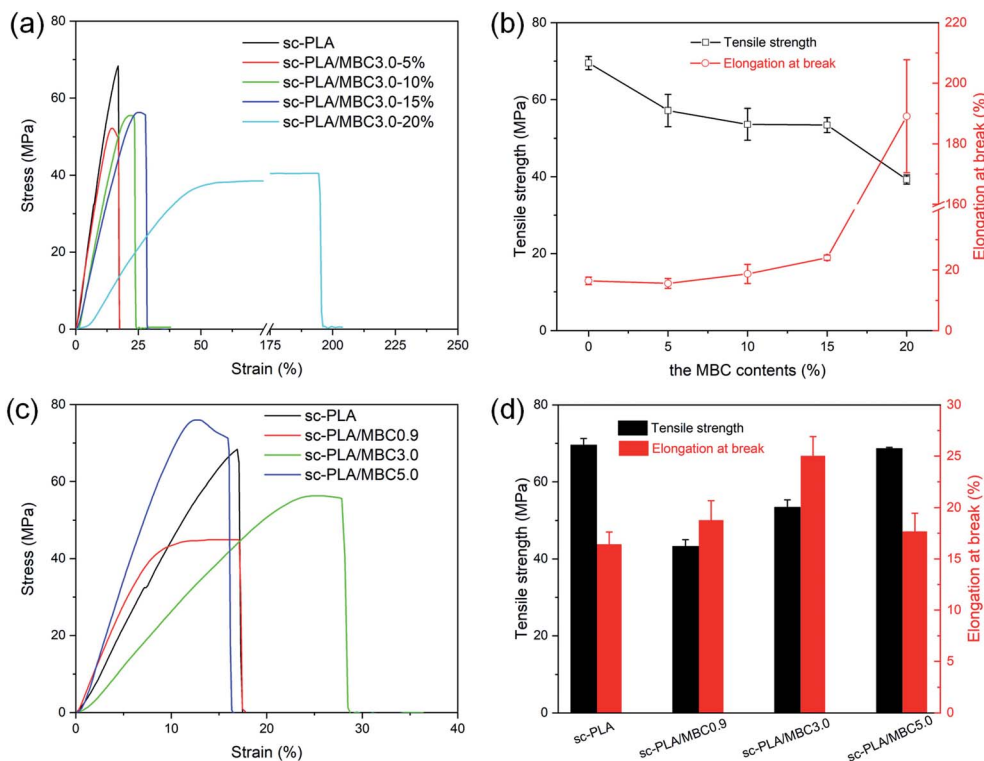 (a)
80
60
40
20
0
Stress (MPa)
sc-PLA
sc-PLA/MBC3.0-5%
sc-PLA/MBC3.0-10%
sc-PLA/MBC3.0-15%
sc-PLA/MBC3.0-20%
0 25 50 175 200 225 250
Strain (%)
(b)
80
60
40
20
0
Tensile strength (MPa)
Tensile strength
Elongation at break
220
200
180
160
40
20
0
Elongation at break (%)
0 5 10 15 20
the MBC contents (%)
(c)
80
60
40
20
0
Stress (MPa)
sc-PLA
sc-PLA/MBC0.9
sc-PLA/MBC3.0
sc-PLA/MBC5.0
0 10 20 30 40
Strain (%)
(d)
80
60
40
20
0
Tensile strength (MPa)
Tensile strength
Elongation at break
30
25
20
15
10
5
0
Elongation at break (%)
sc-PLA
sc-PLA/MBC0.9
sc-PLA/MBC3.0
sc-PLA/MBC5.0